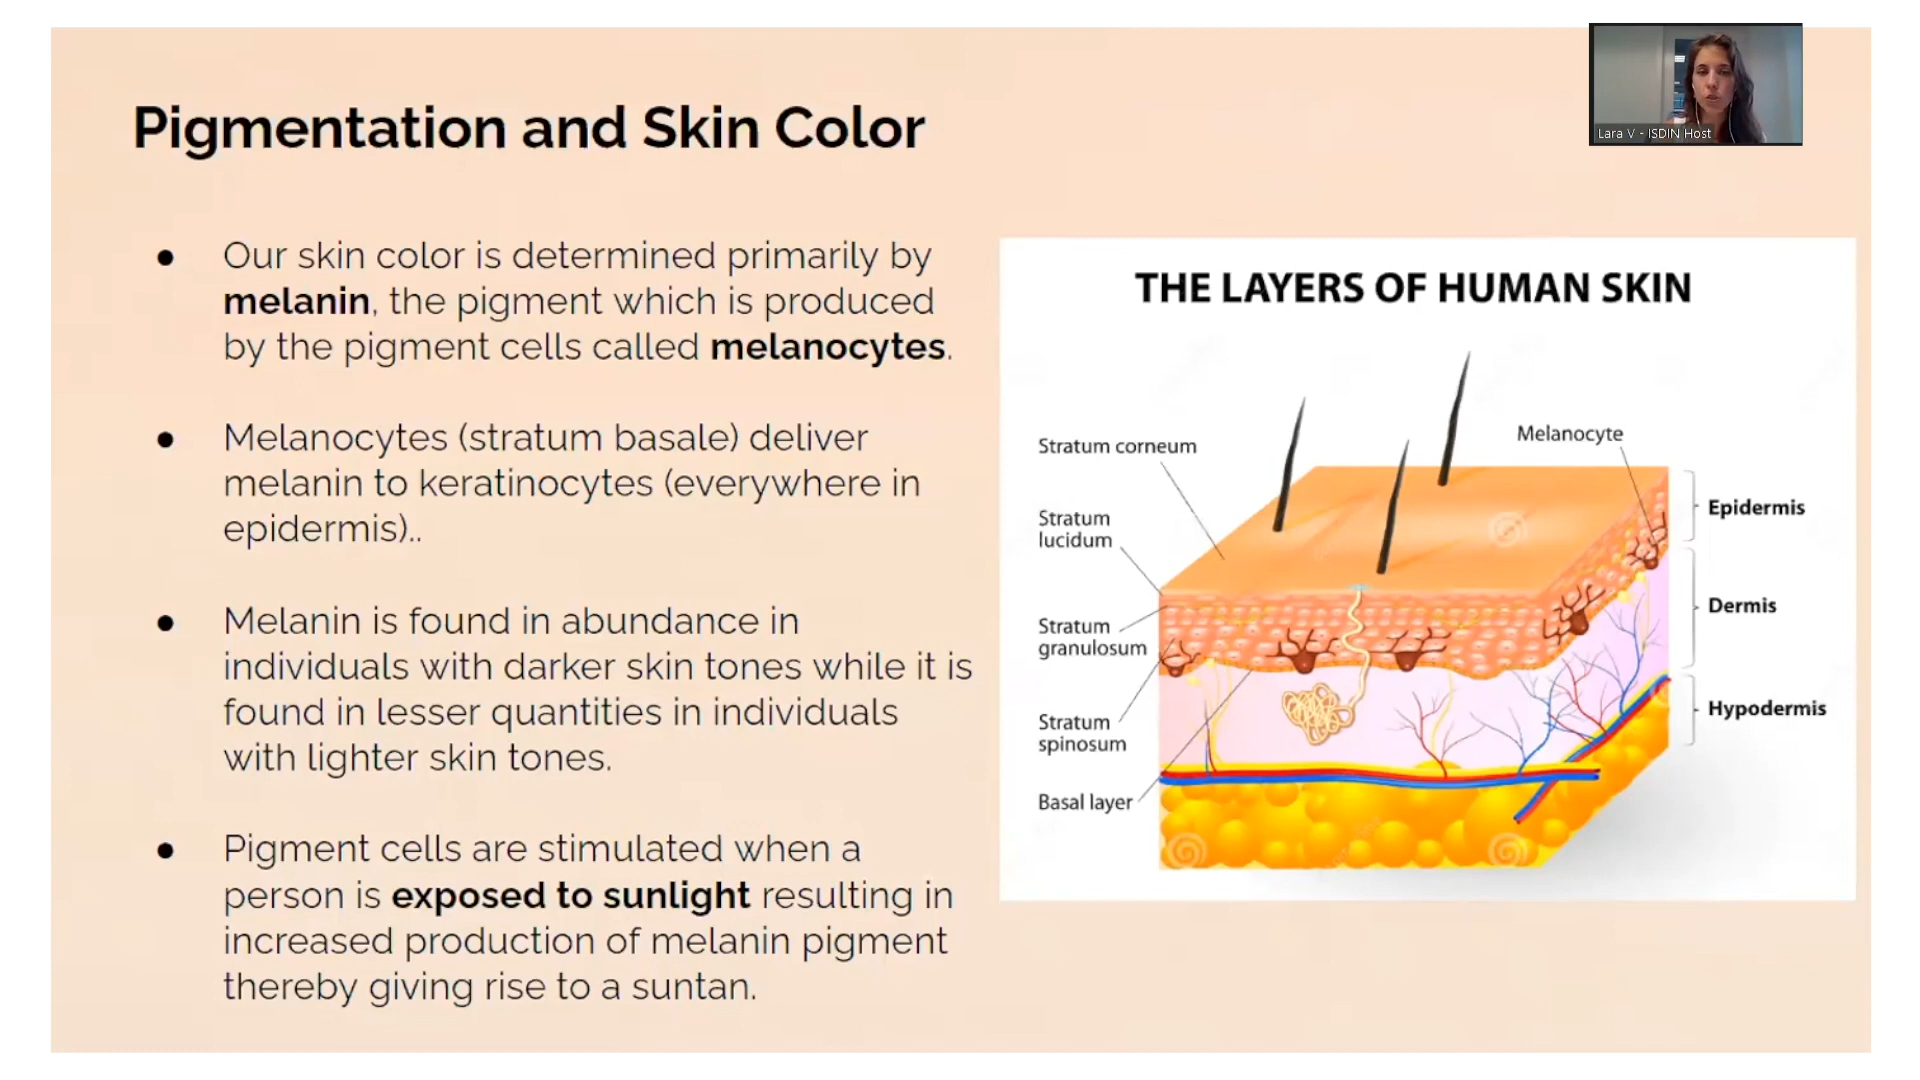 Pigmentation and Skin Color
Lara V - ISDIN Host
● Our skin color is determined primarily by
melanin, the pigment which is produced
by the pigment cells called melanocytes.
● Melanocytes (stratum basale) deliver
melanin to keratinocytes (everywhere in
epidermis)..
● Melanin is found in abundance in
individuals with darker skin tones while it is
found in lesser quantities in individuals
with lighter skin tones.
● Pigment cells are stimulated when a
person is exposed to sunlight resulting in
increased production of melanin pigment
thereby giving rise to a suntan.
THE LAYERS OF HUMAN SKIN
Stratum corneum
Stratum
lucidum
Stratum
granulosum
Stratum
spinosum
Basal layer
Melanocyte
Epidermis
Dermis
Hypodermis